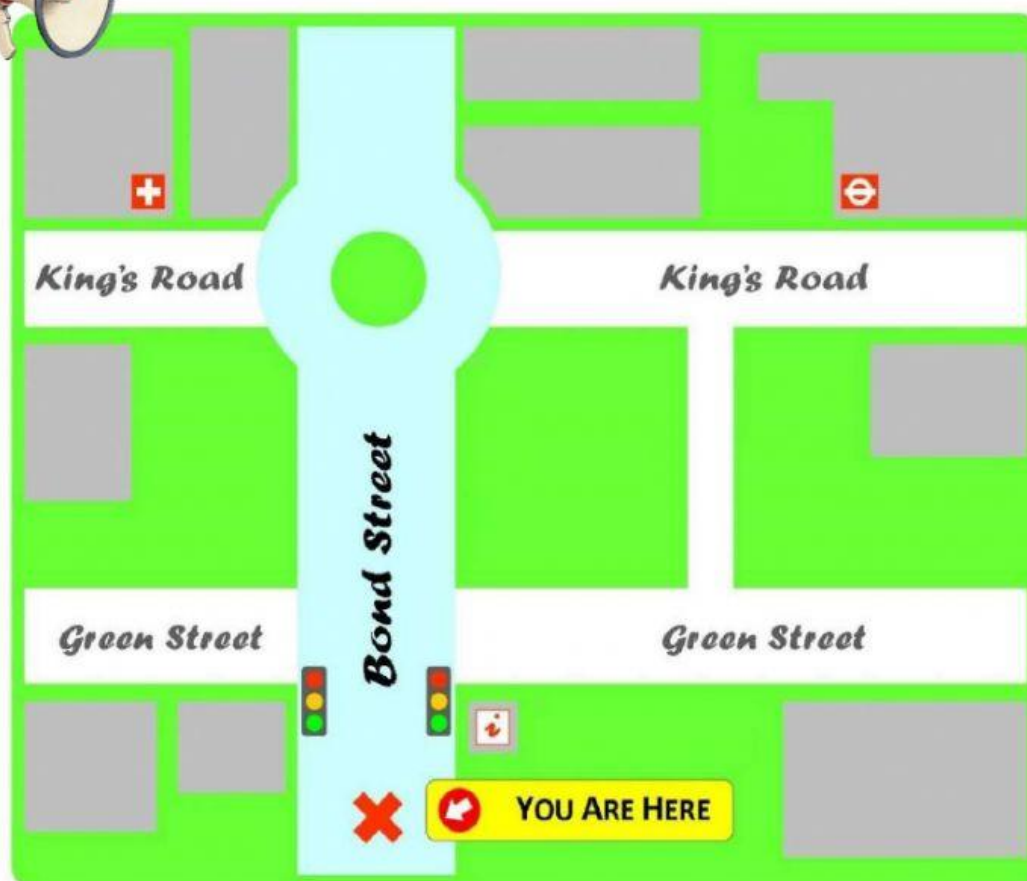 King's Road
King's Road
Bond Street
Green Street
Green Street
i
YOU ARE HERE